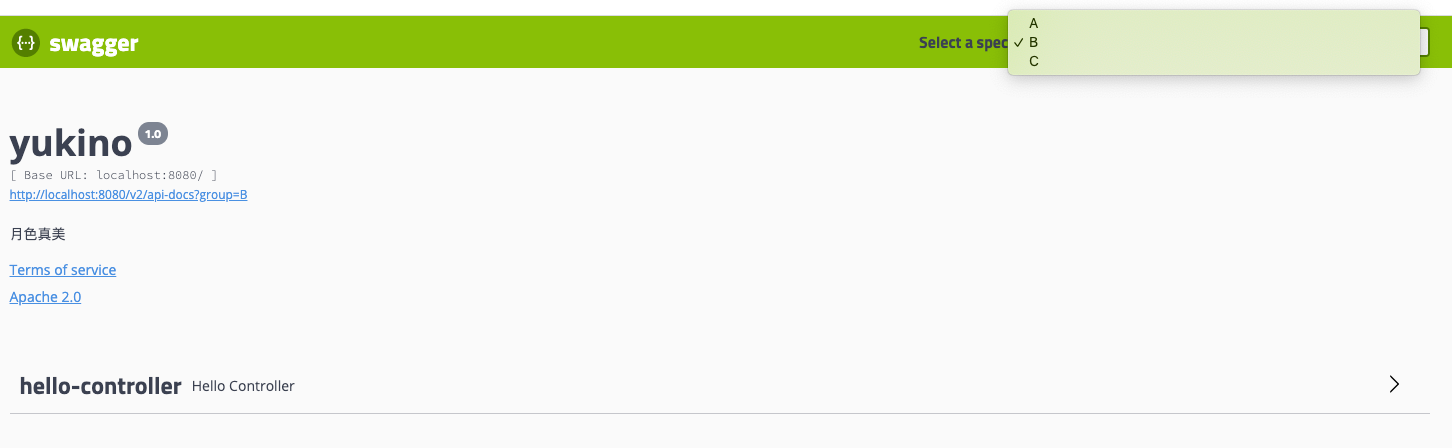 swagger
Select a spec
A
✓ B
C
yukino 1.0
[ Base URL: localhost:8080/ ]
http://localhost:8080/v2/api-docs?group=B
月色真美
Terms of service
Apache 2.0
hello-controller Hello Controller